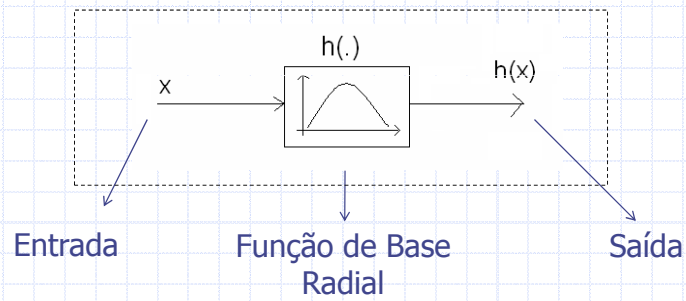 h(.)
x
h(x)
Entrada
Função de Base
Radial
Saída